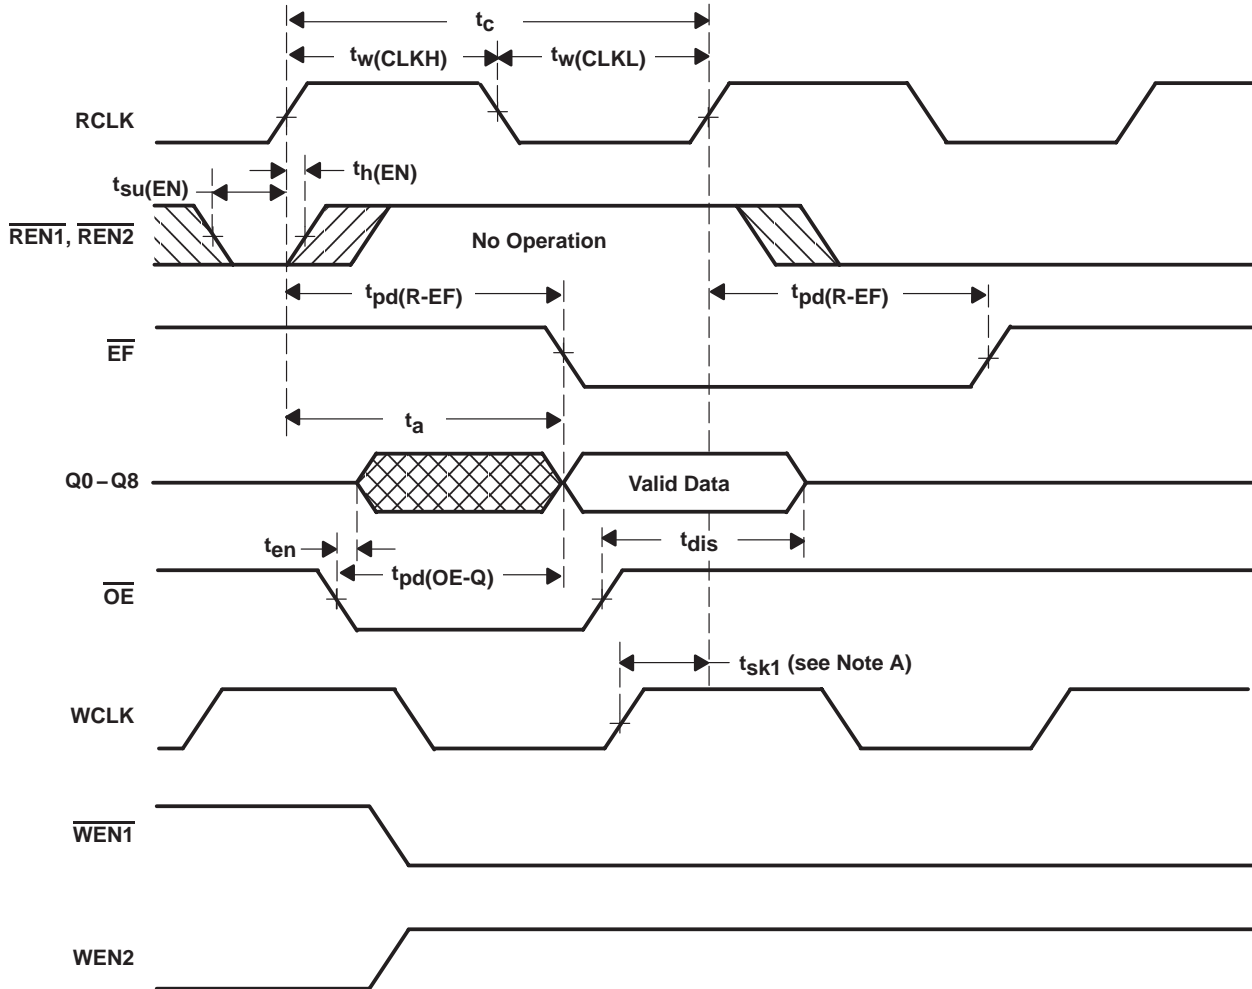 tc
tw(CLKH)
tw(CLKL)
RCLK
th(EN)
tsu(EN)
REN1, REN2
No Operation
tpd(R-EF)
tpd(R-EF)
EF
ta
Q0–Q8
Valid Data
ten
tdis
tpd(OE-Q)
OE
tsk1 (see Note A)
WCLK
WEN1
WEN2